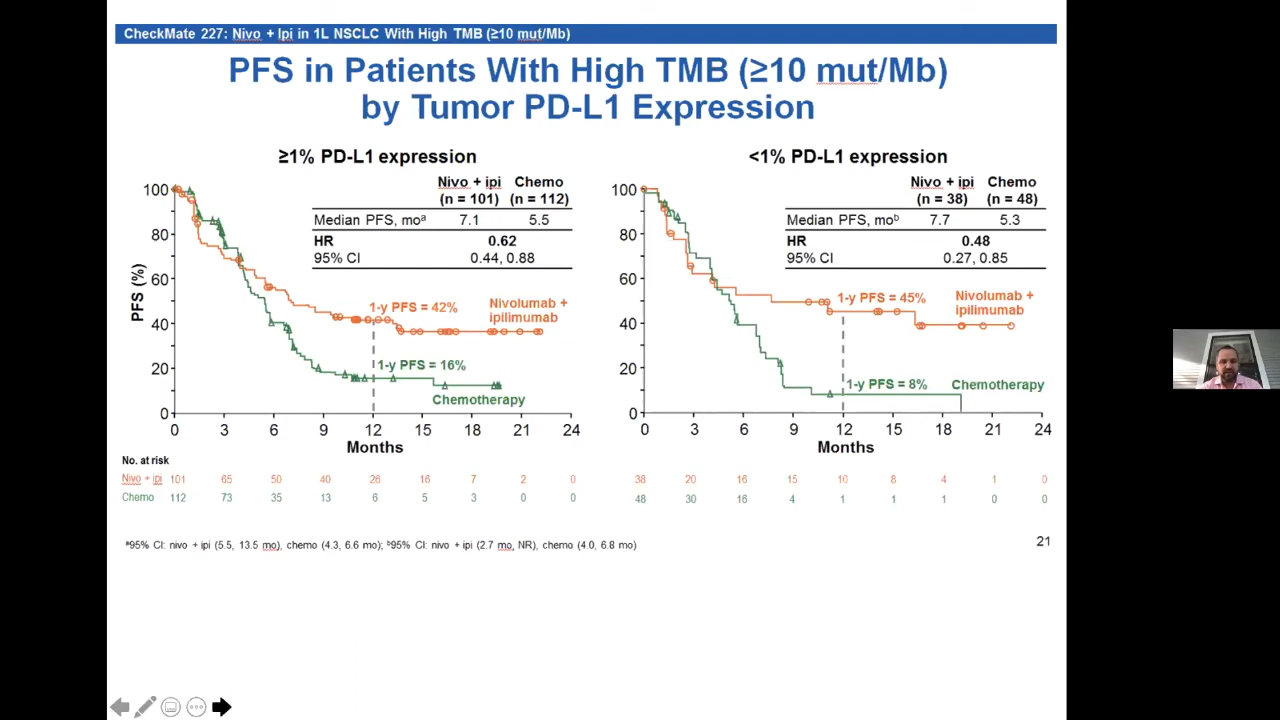 CheckMate 227: Nivo + Ipi in 1L NSCLC With High TMB (≥10 mut/Mb)
PFS in Patients With High TMB (≥10 mut/Mb)
by Tumor PD-L1 Expression
≥1% PD-L1 expression
Nivo + ipi Chemo
(n = 101) (n = 112)
Median PFS, moᵃ 7.1 5.5
HR 0.62
95% CI 0.44, 0.88
PFS (%)
100
80
60
40
20
0
1-y PFS = 42%
Nivolumab +
ipilimumab
1-y PFS = 16%
Chemotherapy
0 3 6 9 12 15 18 21 24
Months
<1% PD-L1 expression
Nivo + ipi Chemo
(n = 38) (n = 48)
Median PFS, moᵇ 7.7 5.3
HR 0.48
95% CI 0.27, 0.85
100
80
60
40
20
0
1-y PFS = 45%
Nivolumab +
ipilimumab
1-y PFS = 8%
Chemotherapy
0 3 6 9 12 15 18 21 24
Months
No. at risk
Nivo + ipi 101 65 50 40 26 16 7 2 0
Chemo 112 73 35 13 6 5 3 0 0
38 20 16 15 10 8 4 1 0
48 30 16 4 1 1 1 0 0
ᵃ95% CI: nivo + ipi (5.5, 13.5 mo), chemo (4.3, 6.6 mo); ᵇ95% CI: nivo + ipi (2.7 mo, NR), chemo (4.0, 6.8 mo)
21